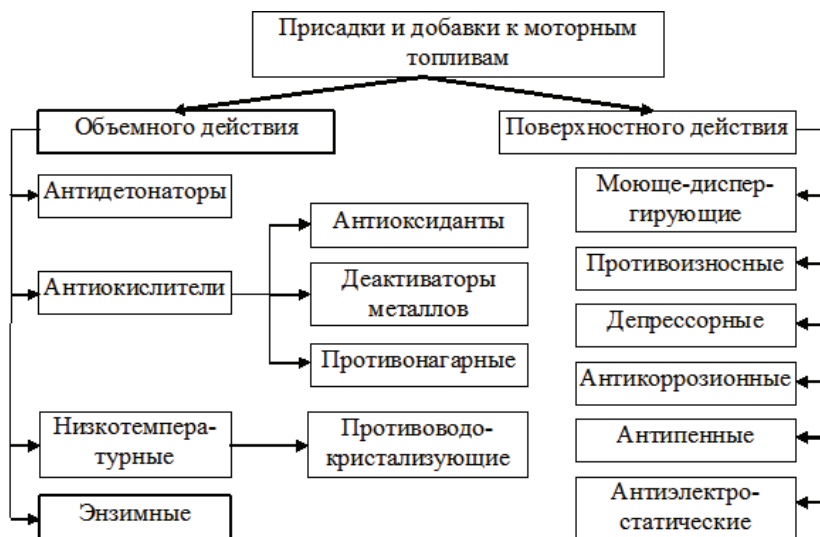 Присадки и добавки к моторным
топливам
Объемного действия
Поверхностного действия
Антидетонаторы
Антиокислители
Антиоксиданты
Деактиваторы
металлов
Противонагарные
Низкотемпера-
турные
Противоводо-
кристализующие
Энзимные
Моюще-диспер-
гирующие
Противоизносные
Депрессорные
Антикоррозионные
Антипенные
Антиэлектро-
статические